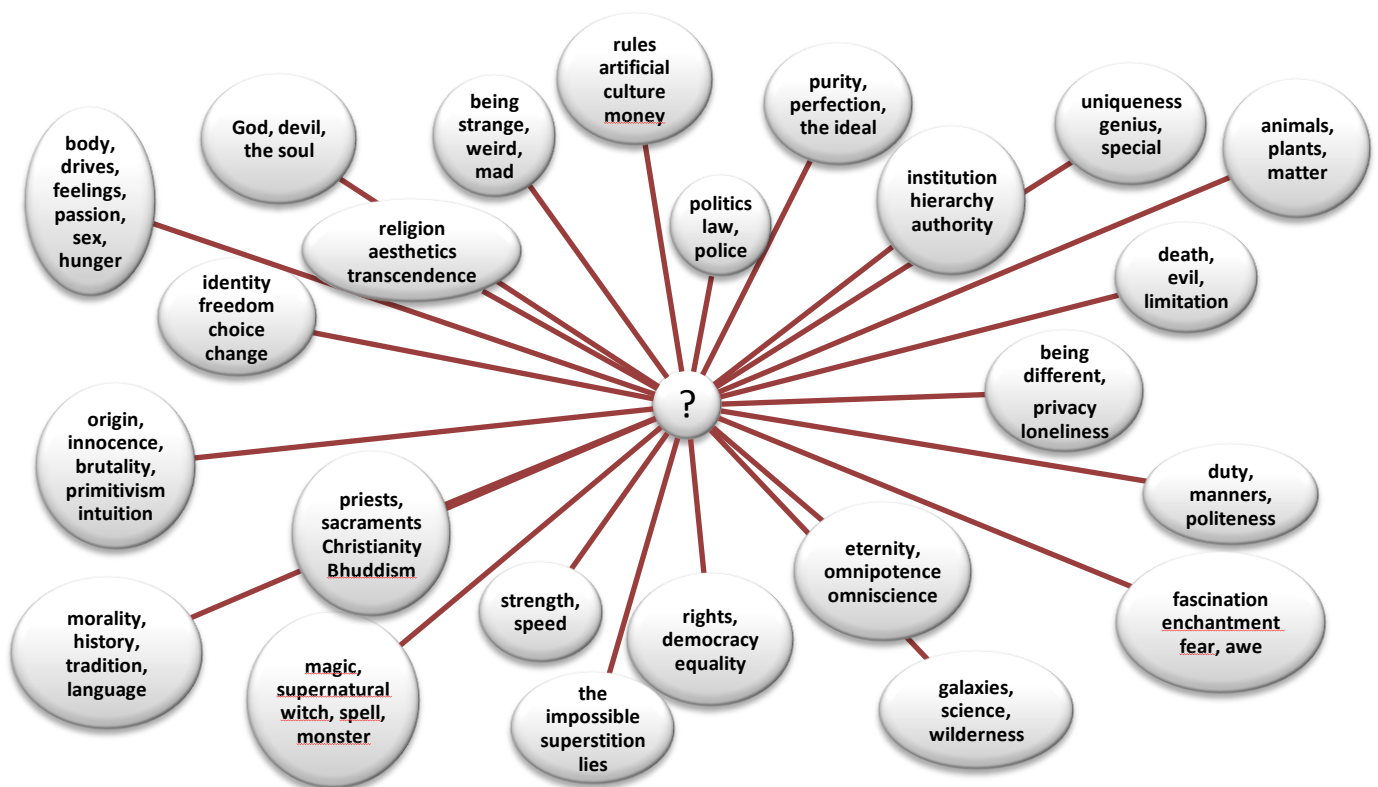 rules
artificial
culture
money
purity,
perfection,
the ideal
being
strange,
weird,
mad
uniqueness
genius,
special
God, devil,
the soul
animals,
plants,
matter
body,
drives,
feelings,
passion,
sex,
hunger
institution
hierarchy
authority
politics
law,
police
religion
aesthetics
transcendence
death,
evil,
limitation
identity
freedom
choice
change
being
different,
privacy
loneliness
?
origin,
innocence,
brutality,
primitivism
intuition
duty,
manners,
politeness
priests,
sacraments
Christianity
Bhuddism
eternity,
omnipotence
omniscience
strength,
speed
rights,
democracy
equality
fascination
enchantment
fear, awe
morality,
history,
tradition,
language
magic,
supernatural
witch, spell,
monster
the
impossible
superstition
lies
galaxies,
science,
wilderness